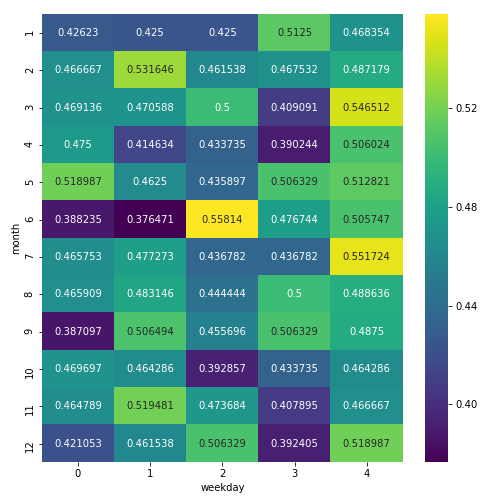 1 0.42623 0.425 0.425 0.5125 0.468354
2 0.466667 0.531646 0.461538 0.467532 0.487179
3 0.469136 0.470588 0.5 0.409091 0.546512
4 0.475 0.414634 0.433735 0.390244 0.506024
5 0.518987 0.4625 0.435897 0.506329 0.512821
6 0.388235 0.376471 0.55814 0.476744 0.505747
7 0.465753 0.477273 0.436782 0.436782 0.551724
8 0.465909 0.483146 0.444444 0.5 0.488636
9 0.387097 0.506494 0.455696 0.506329 0.4875
10 0.469697 0.464286 0.392857 0.433735 0.464286
11 0.464789 0.519481 0.473684 0.407895 0.466667
12 0.421053 0.461538 0.506329 0.392405 0.518987
0 1 2 3 4
weekday
month
0.52
0.48
0.44
0.40